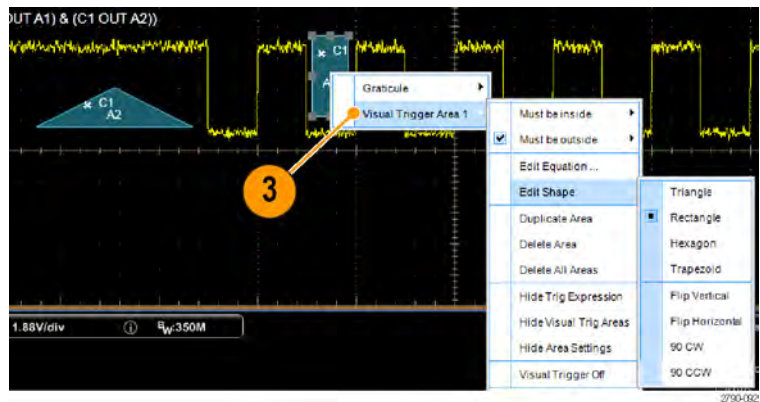 OUT A1) & (C1 OUT A2))
C1
A
C1
A2
Graticule
Visual Trigger Area 1
3
Must be inside
Must be outside
Edit Equation ...
Edit Shape
Duplicate Area
Delete Area
Delete All Areas
Hide Trig Expression
Hide Visual Trig Areas
Hide Area Settings
Visual Trigger Off
Triangle
Rectangle
Hexagon
Trapezoid
Flip Vertical
Flip Horizontal
90 CW
90 CCW
1.88V/div BW:350M